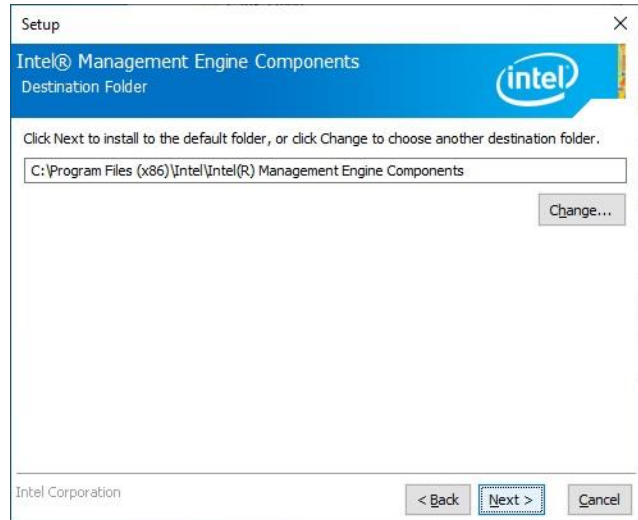 Setup
Intel® Management Engine Components
Destination Folder
intel
Click Next to install to the default folder, or click Change to choose another destination folder.
C:\Program Files (x86)\Intel\Intel(R) Management Engine Components
Change...
Intel Corporation
< Back Next > Cancel